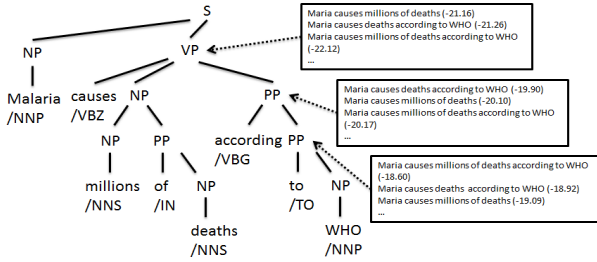 S
Maria causes millions of deaths (-21.16)
Maria causes deaths according to WHO (-21.26)
Maria causes millions of deaths according to WHO
(-22.12)
...
NP
VP
Malaria
/NNP
causes
/VBZ
NP
PP
Maria causes deaths according to WHO (-19.90)
Maria causes millions of deaths (-20.10)
Maria causes millions of deaths according to WHO
(-20.17)
...
NP
PP
according
/VBG
PP
millions
/NNS
of
/IN
NP
to
/TO
NP
Maria causes millions of deaths according to WHO
(-18.60)
Maria causes deaths according to WHO (-18.92)
Maria causes millions of deaths (-19.09)
...
deaths
/NNS
WHO
/NNP